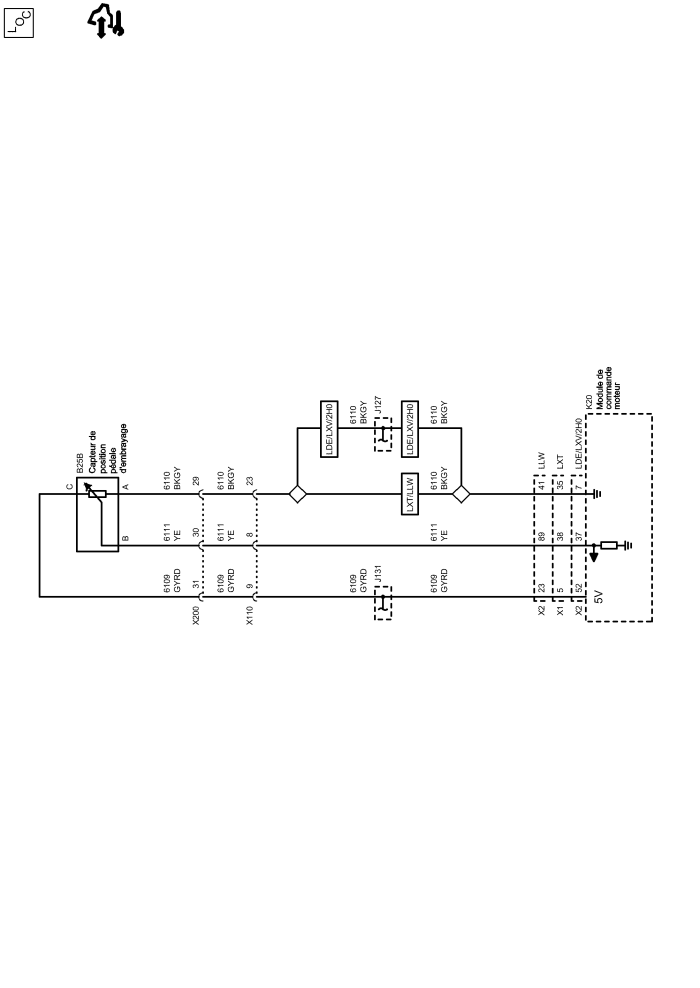 LOC
B25B
Capteur de
position
pédale
d'embrayage
C
A
B
6110
BKGY
29
6110
BKGY
23
6111
YE
30
6111
YE
8
6109
GYRD
31
6109
GYRD
9
X200
X110
LDE/LXV/2H0
6110
BKGY
J127
LDE/LXV/2H0
6110
BKGY
LXT/LLW
6110
BKGY
6111
YE
6109
GYRD
J131
6109
GYRD
41
LLW
35
LXT
7
LDE/LXV/2H0
89
38
37
23
5
52
X2
X1
X2
K20
Module de
commande
moteur
5V